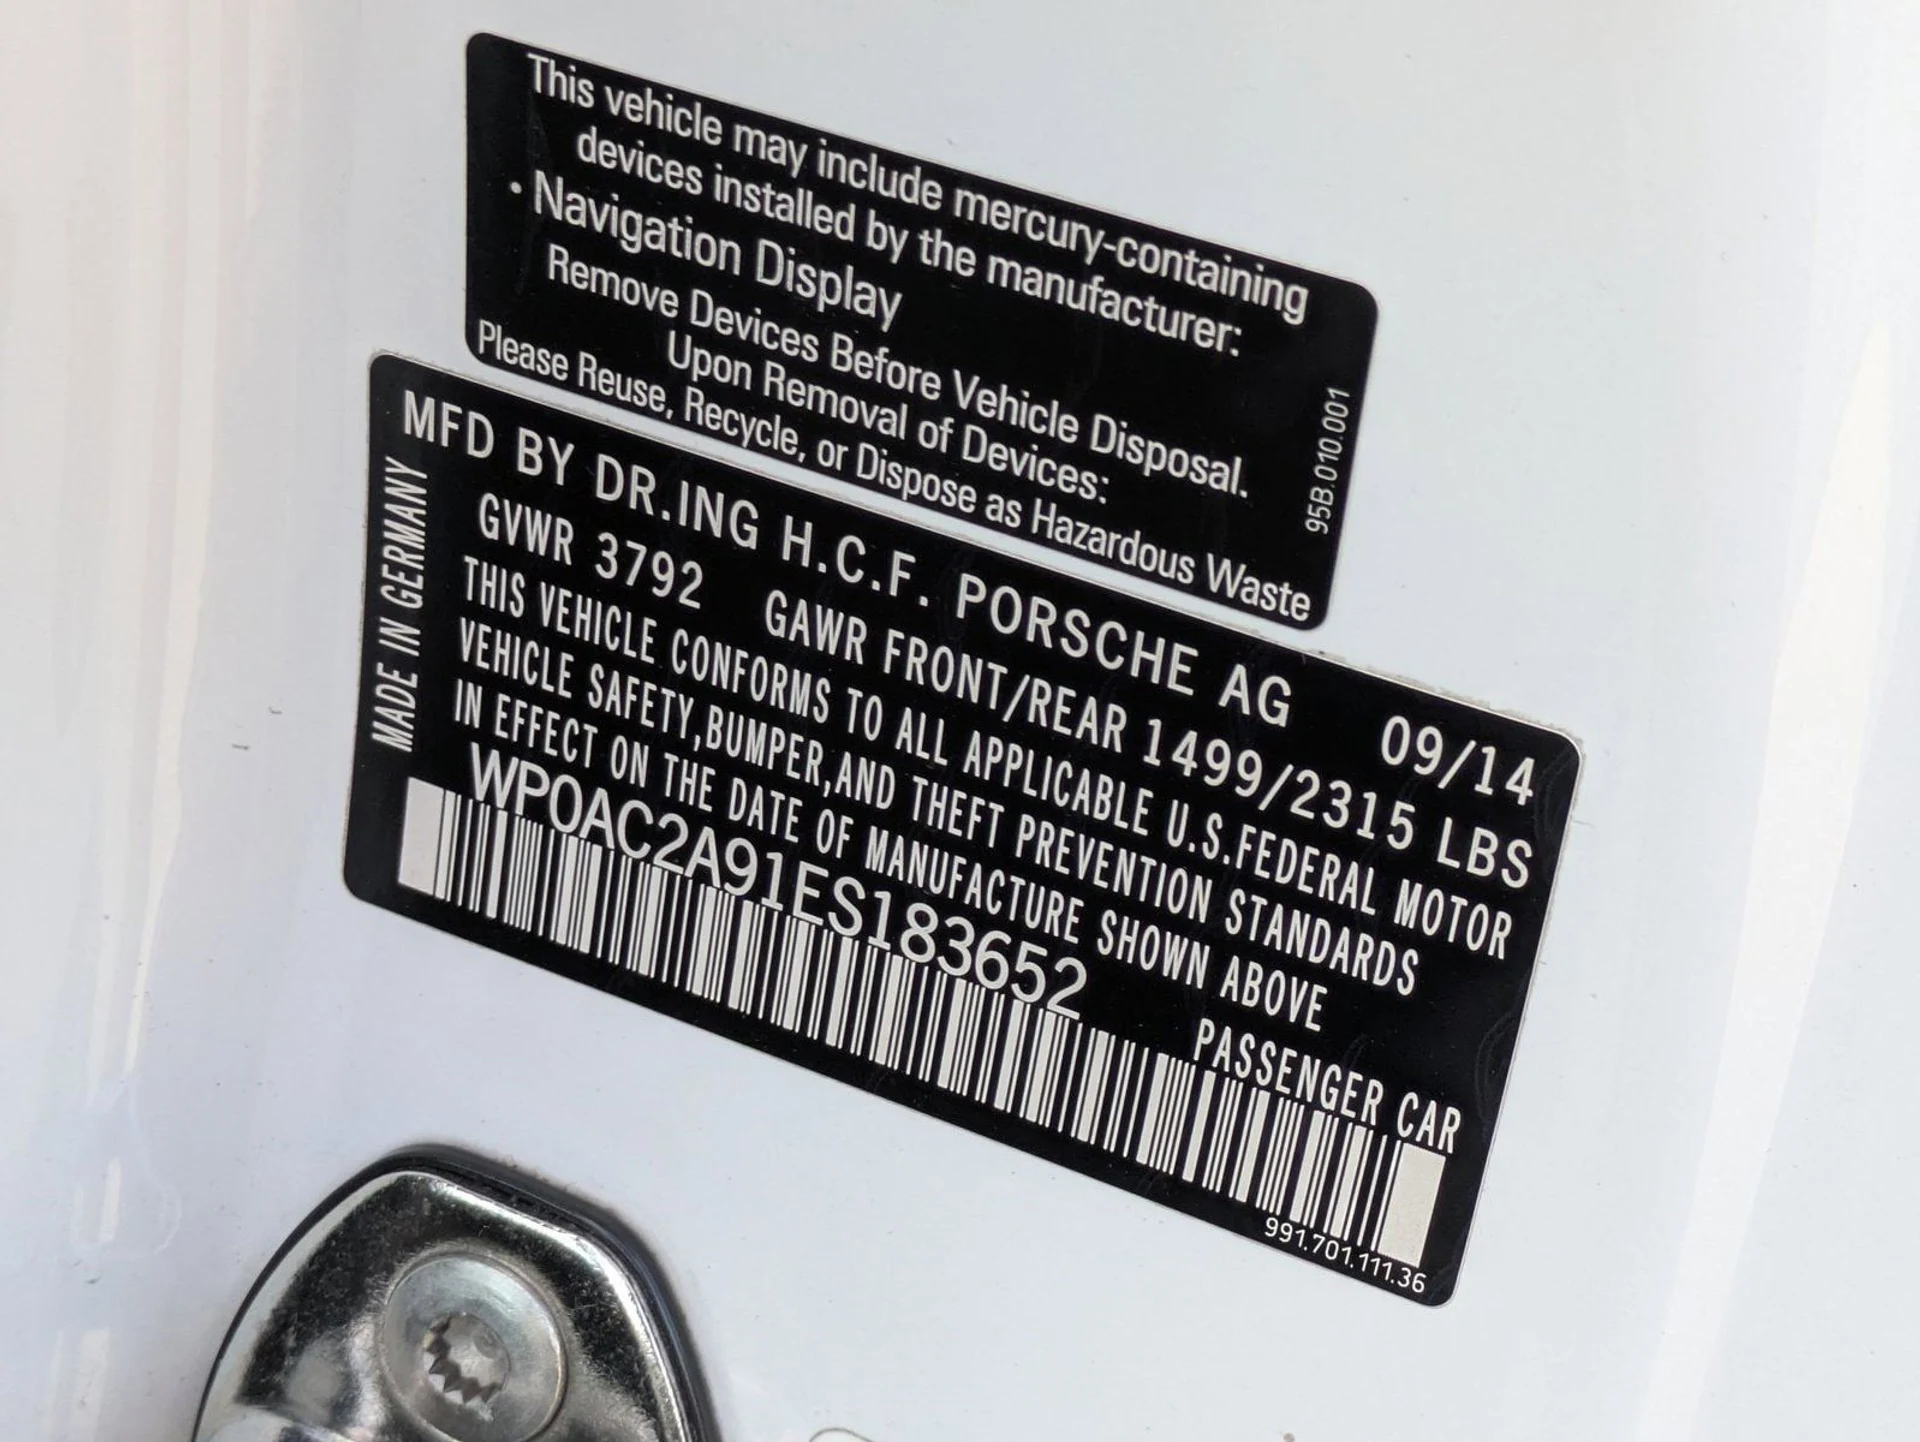 This vehicle may include mercury-containing
devices installed by the manufacturer:
• Navigation Display
Remove Devices Before Vehicle Disposal.
Upon Removal of Devices:
Please Reuse, Recycle, or Dispose as Hazardous Waste
95B.010.001
MFD BY DR.ING H.C.F. PORSCHE AG 09/14
GVWR 3792 GAWR FRONT/REAR 1499/2315 LBS
THIS VEHICLE CONFORMS TO ALL APPLICABLE U.S.FEDERAL MOTOR
VEHICLE SAFETY,BUMPER,AND THEFT PREVENTION STANDARDS
IN EFFECT ON THE DATE OF MANUFACTURE SHOWN ABOVE
WP0AC2A91ES183652 PASSENGER CAR
991.701.111.36
MADE IN GERMANY